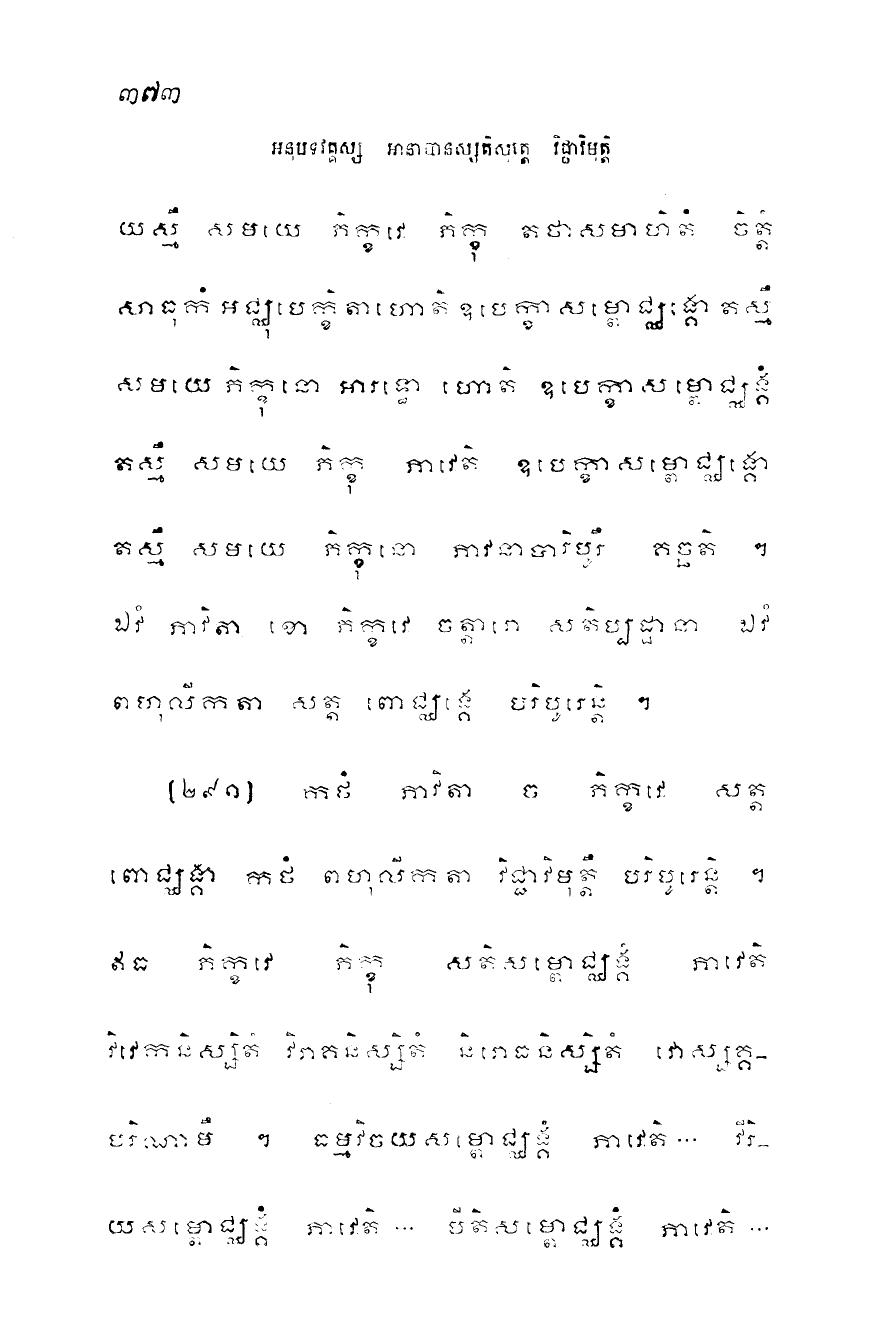 ៣៧៣
អនុបទវគ្គស្ស អានាបានស្សតិសុត្តេ វិជ្ជាវិមុត្តិ
យស្មឹ សមយេ ភិក្ខវេ ភិក្ខុ តថាសមាហិតំ ចិត្តំ
សាធុកំ អជ្ឈុបេក្ខិតា ហោតិ ឧបេក្ខាសម្ពោជ្ឈង្គោ តស្មឹ
សមយេ ភិក្ខុនោ អារទ្ធោ ហោតិ ឧបេក្ខាសម្ពោជ្ឈង្គំ
តស្មឹ សមយេ ភិក្ខុ ភាវេតិ ឧបេក្ខាសម្ពោជ្ឈង្គោ
តស្មឹ សមយេ ភិក្ខុនោ ភាវនាបារិបូរឹ គច្ឆតិ ។
ឯវំ ភាវិតា ខោ ភិក្ខវេ ចត្តារោ សតិប្បដ្ឋានា ឯវំ
ពហុលីកតា សត្ត ពោជ្ឈង្គេ បរិបូរេន្តិ ។
(២៩១) កថំ ភាវិតា ច ភិក្ខវេ សត្ត
ពោជ្ឈង្គា កថំ ពហុលីកតា វិជ្ជាវិមុត្តឹ បរិបូរេន្តិ ។
ឥធ ភិក្ខវេ ភិក្ខុ សតិសម្ពោជ្ឈង្គំ ភាវេតិ
វិវេកនិស្សិតំ វិរាគនិស្សិតំ និរោធនិស្សិតំ វោស្សគ្គ-
បរិណាមឹ ។ ធម្មវិចយសម្ពោជ្ឈង្គំ ភាវេតិ ... វីរិ-
យសម្ពោជ្ឈង្គំ ភាវេតិ ... បីតិសម្ពោជ្ឈង្គំ ភាវេតិ ...